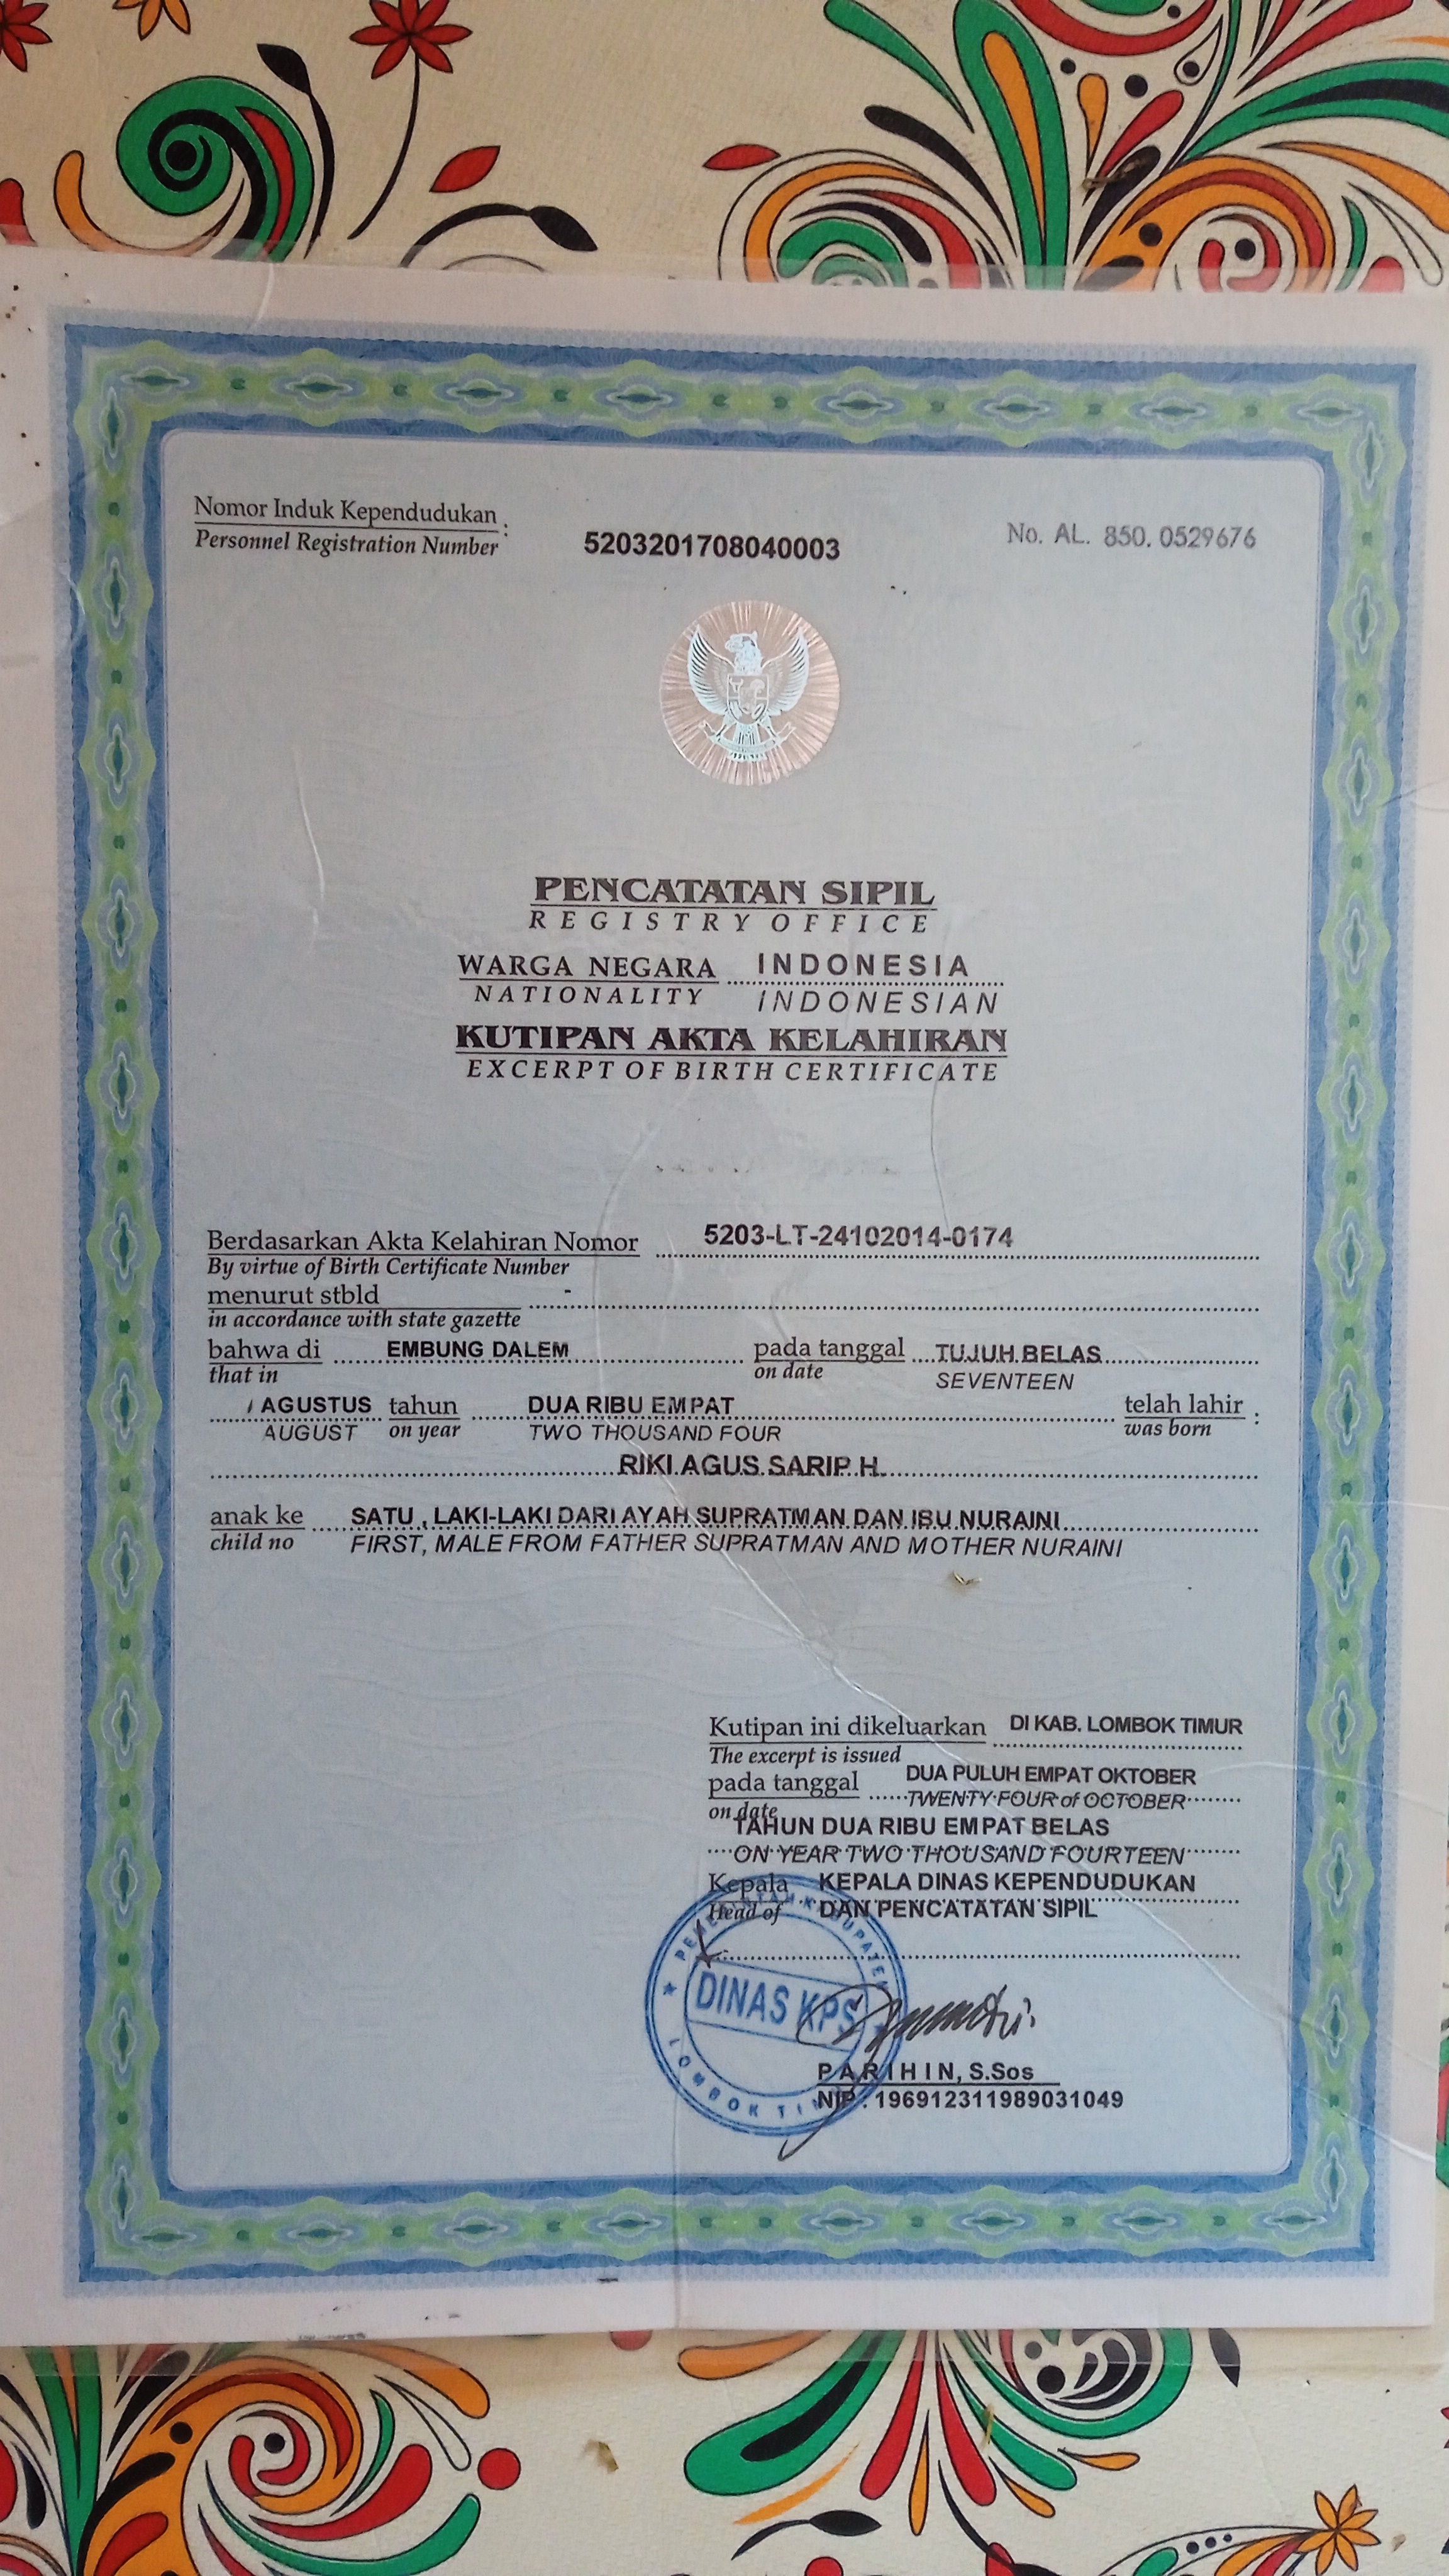 Nomor Induk Kependudukan :
Personnel Registration Number
5203201708040003
No. AL. 850. 0529676
PENCATATAN SIPIL
REGISTRY OFFICE
WARGA NEGARA INDONESIA
NATIONALITY INDONESIAN
KUTIPAN AKTA KELAHIRAN
EXCERPT OF BIRTH CERTIFICATE
Berdasarkan Akta Kelahiran Nomor 5203-LT-24102014-0174
By virtue of Birth Certificate Number
menurut stbld -
in accordance with state gazette
bahwa di EMBUNG DALEM pada tanggal TUJUH BELAS
that in on date SEVENTEEN
/ AGUSTUS tahun DUA RIBU EMPAT telah lahir :
AUGUST on year TWO THOUSAND FOUR was born
RIKI AGUS SARIP H.
anak ke SATU , LAKI-LAKI DARI AYAH SUPRATMAN DAN IBU NURAINI
child no FIRST, MALE FROM FATHER SUPRATMAN AND MOTHER NURAINI
Kutipan ini dikeluarkan DI KAB. LOMBOK TIMUR
The excerpt is issued
pada tanggal DUA PULUH EMPAT OKTOBER
on date TWENTY FOUR of OCTOBER
TAHUN DUA RIBU EMPAT BELAS
ON YEAR TWO THOUSAND FOURTEEN
Kepala KEPALA DINAS KEPENDUDUKAN
Head of DAN PENCATATAN SIPIL
DINAS KPS
PARIHIN, S.Sos
NIP : 196912311989031049